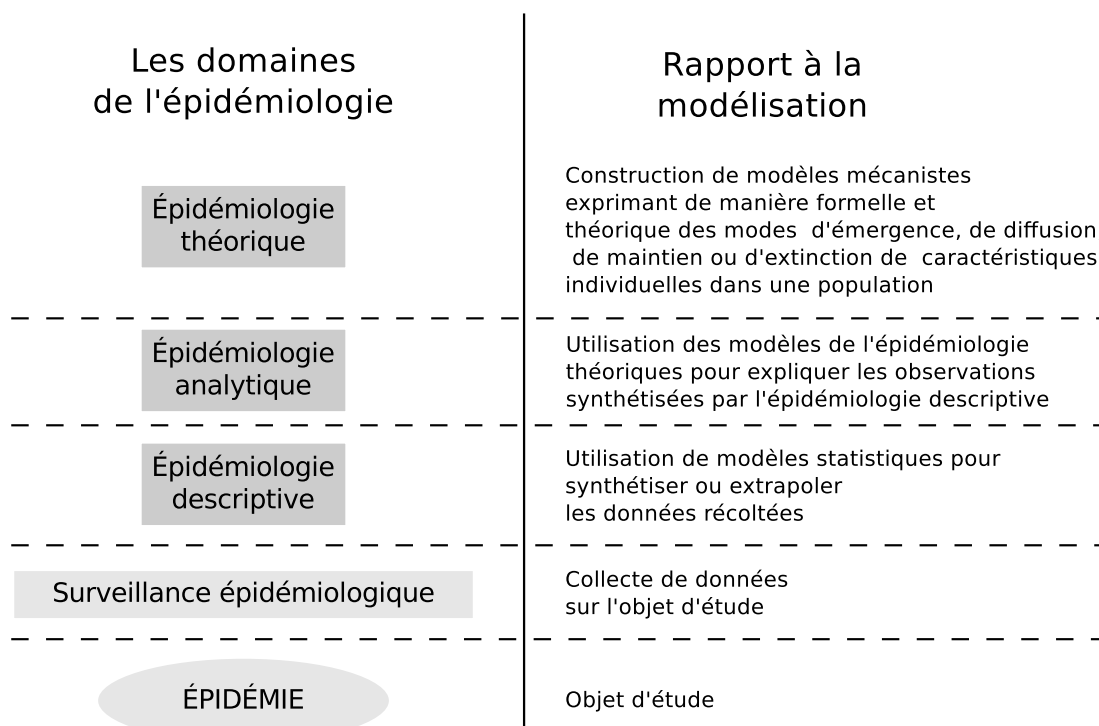 Les domaines
de l'épidémiologie
Rapport à la
modélisation
Épidémiologie
théorique
Construction de modèles mécanistes
exprimant de manière formelle et
théorique des modes d'émergence, de diffusion
de maintien ou d'extinction de caractéristiques
individuelles dans une population
Épidémiologie
analytique
Utilisation des modèles de l'épidémiologie
théoriques pour expliquer les observations
synthétisées par l'épidémiologie descriptive
Épidémiologie
descriptive
Utilisation de modèles statistiques pour
synthétiser ou extrapoler
les données récoltées
Surveillance épidémiologique
Collecte de données
sur l'objet d'étude
ÉPIDÉMIE
Objet d'étude